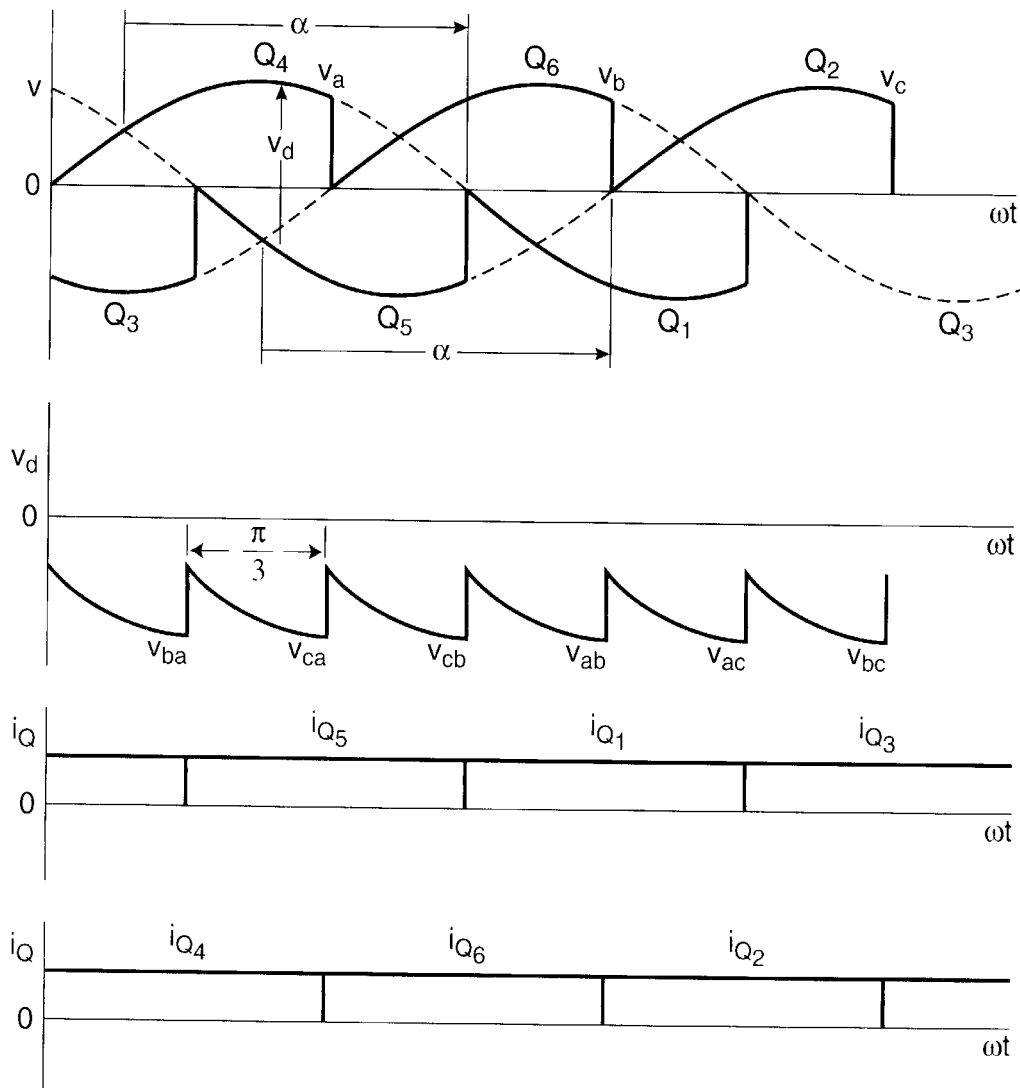 α
Q4 Q6 Q2
va vb vc
v
vd
0
ωt
Q3 Q5 Q1 Q3
α
vd
0
π
3
ωt
vba vca vcb vab vac vbc
iQ iQ5 iQ1 iQ3
0
ωt
iQ iQ4 iQ6 iQ2
0
ωt